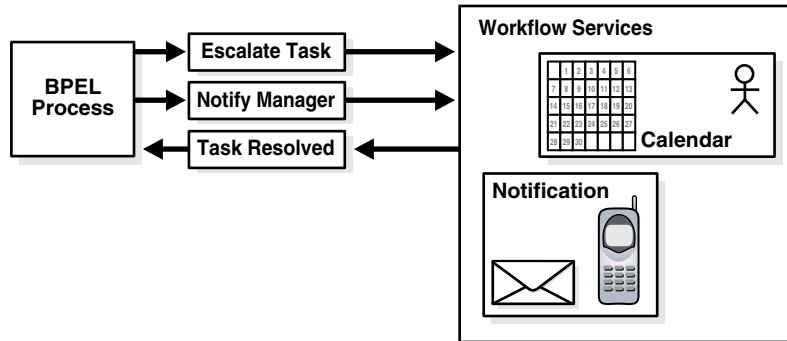 Workflow Services
Escalate Task
BPEL
Process
Notify Manager
Task Resolved
1 2 3 4 5 6
7 8 9 10 11 12 13
14 15 16 17 18 19 20
21 22 23 24 25 26 27
28 29 30
Calendar
Notification